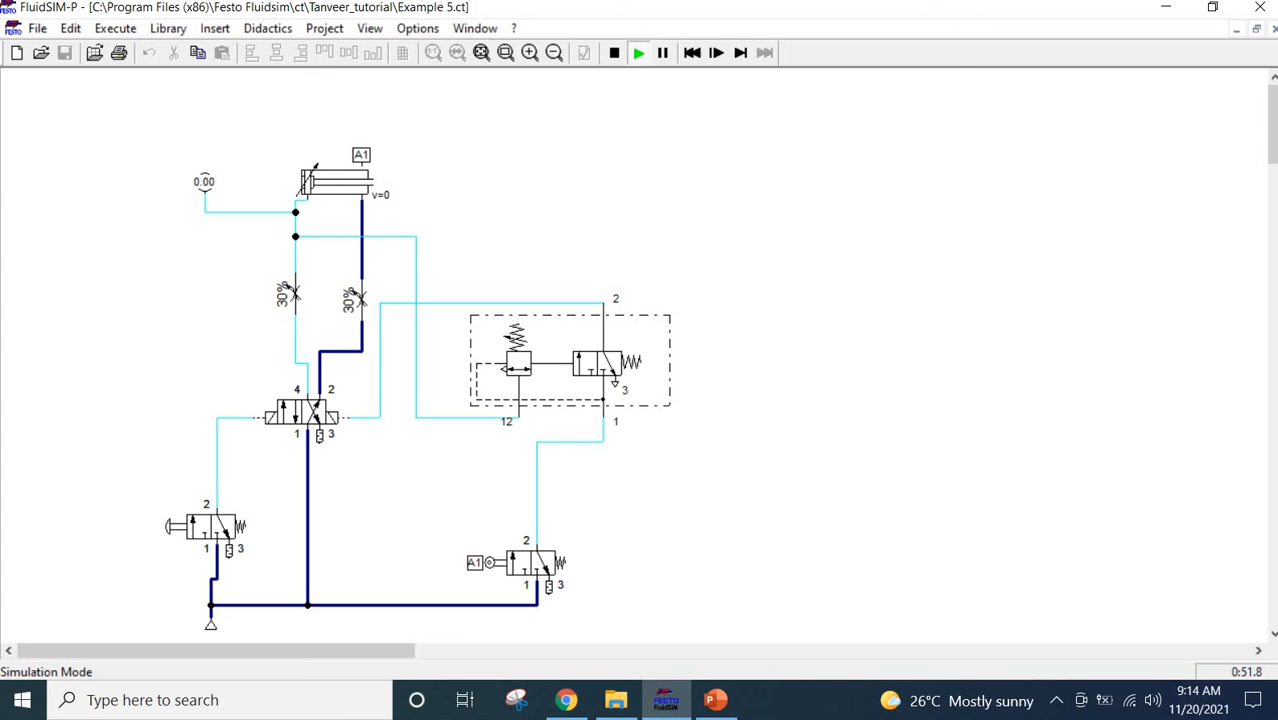 FluidSIM-P - [C:\Program Files (x86)\Festo Fluidsim\ct\Tanveer_tutorial\Example 5.ct]
File Edit Execute Library Insert Didactics Project View Options Window ?
A1
0.00
v=0
30%
30%
2
4 2
3
1 3
12 1
2
2
A1
1 3
1 3
Simulation Mode
0:51.8
Type here to search
26°C Mostly sunny
9:14 AM
11/20/2021